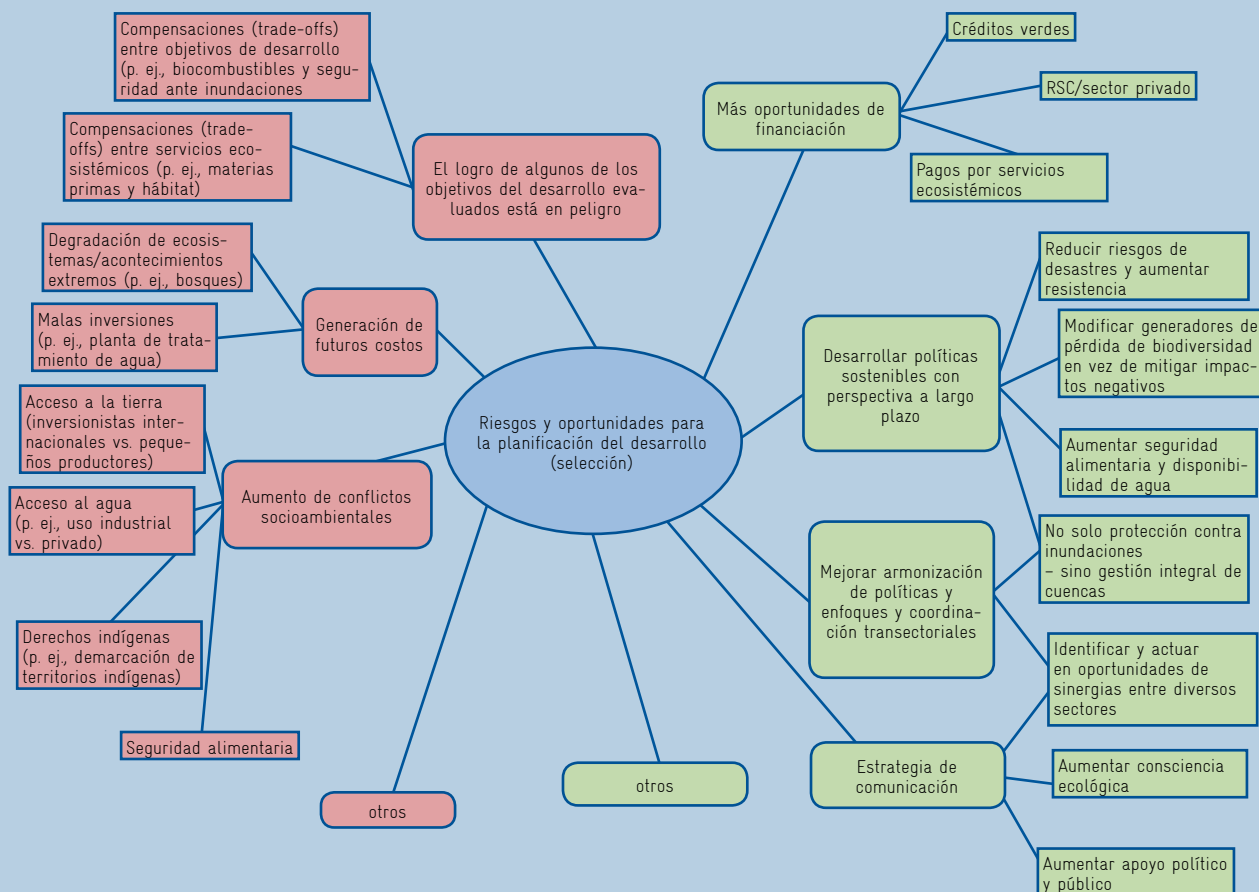 Compensaciones (trade-offs)
entre objetivos de desarrollo
(p. ej., biocombustibles y segu-
ridad ante inundaciones
Compensaciones (trade-
offs) entre servicios eco-
sistémicos (p. ej., materias
primas y hábitat)
El logro de algunos de los
objetivos del desarrollo eva-
luados está en peligro
Degradación de ecosis-
temas/acontecimientos
extremos (p. ej., bosques)
Malas inversiones
(p. ej., planta de trata-
miento de agua)
Generación de
futuros costos
Acceso a la tierra
(inversionistas inter-
nacionales vs. peque-
ños productores)
Acceso al agua
(p. ej., uso industrial
vs. privado)
Aumento de conflictos
socioambientales
Derechos indígenas
(p. ej., demarcación de
territorios indígenas)
Seguridad alimentaria
otros
Riesgos y oportunidades para
la planificación del desarrollo
(selección)
Más oportunidades de
financiación
Créditos verdes
RSC/sector privado
Pagos por servicios
ecosistémicos
Desarrollar políticas
sostenibles con
perspectiva a largo
plazo
Reducir riesgos de
desastres y aumentar
resistencia
Modificar generadores de
pérdida de biodiversidad
en vez de mitigar impac-
tos negativos
Aumentar seguridad
alimentaria y disponibi-
lidad de agua
No solo protección contra
inundaciones
– sino gestión integral de
cuencas
Mejorar armonización
de políticas y
enfoques y coordina-
ción transectoriales
Identificar y actuar
en oportunidades de
sinergias entre diversos
sectores
Estrategia de
comunicación
Aumentar consciencia
ecológica
Aumentar apoyo político
y público
otros